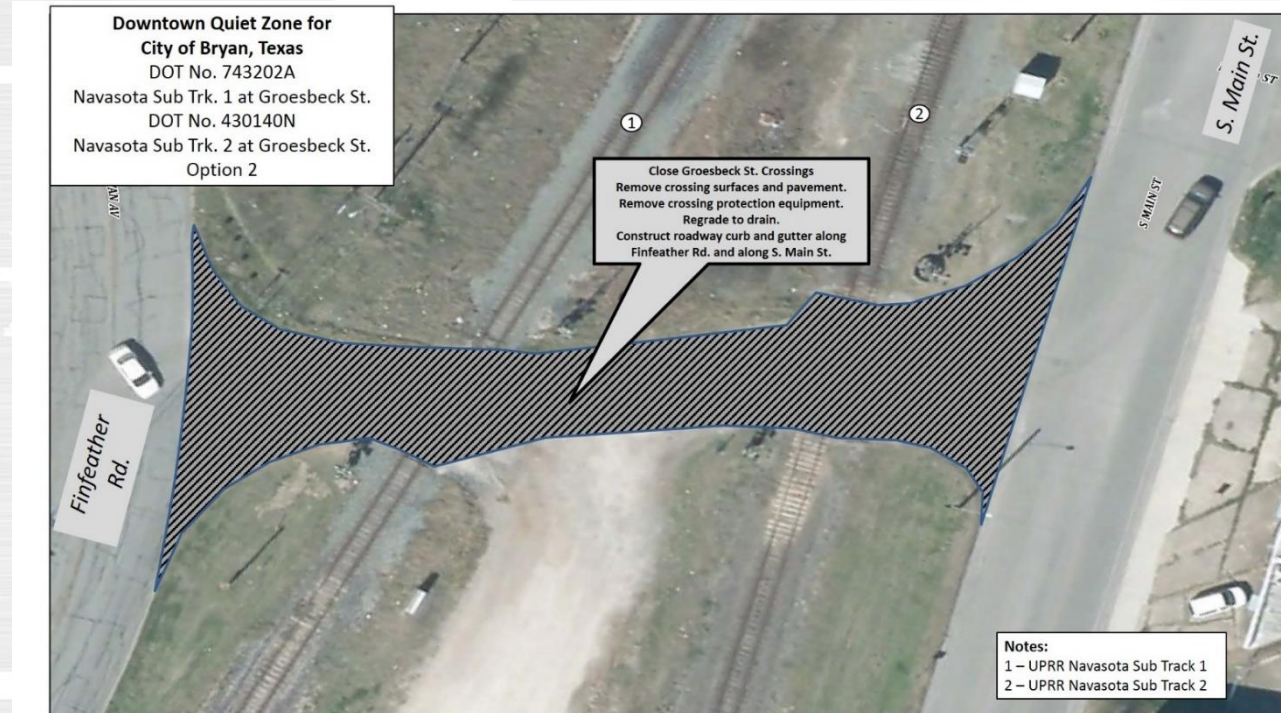 Downtown Quiet Zone for
City of Bryan, Texas
DOT No. 743202A
Navasota Sub Trk. 1 at Groesbeck St.
DOT No. 430140N
Navasota Sub Trk. 2 at Groesbeck St.
Option 2
1
2
S. Main St.
ST
AN AV
S MAIN ST
Close Groesbeck St. Crossings
Remove crossing surfaces and pavement.
Remove crossing protection equipment.
Regrade to drain.
Construct roadway curb and gutter along
Finfeather Rd. and along S. Main St.
Finfeather
Rd.
Notes:
1 – UPRR Navasota Sub Track 1
2 – UPRR Navasota Sub Track 2